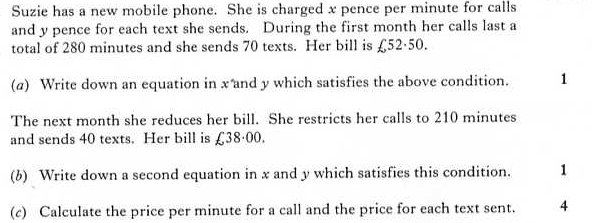 Suzie has a new mobile phone. She is charged x pence per minute for calls
and y pence for each text she sends. During the first month her calls last a
total of 280 minutes and she sends 70 texts. Her bill is £52·50.
(a) Write down an equation in x and y which satisfies the above condition. 1
The next month she reduces her bill. She restricts her calls to 210 minutes
and sends 40 texts. Her bill is £38·00.
(b) Write down a second equation in x and y which satisfies this condition. 1
(c) Calculate the price per minute for a call and the price for each text sent. 4